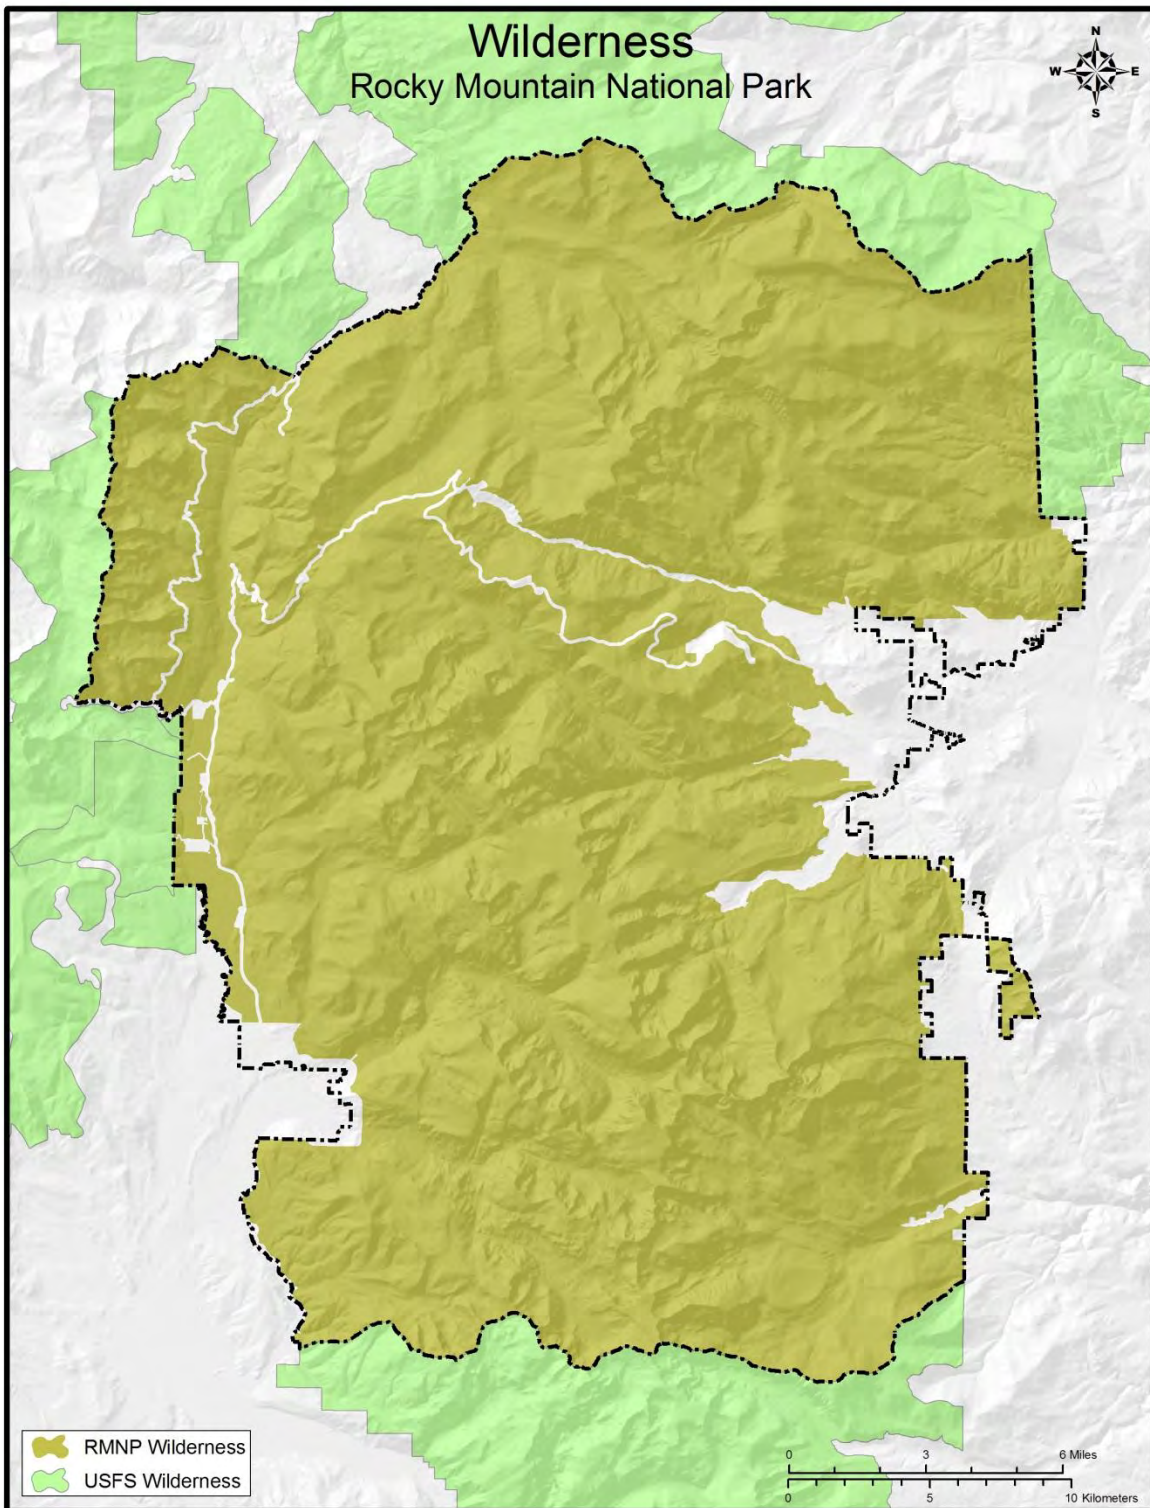 Wilderness
Rocky Mountain National Park
N
W E
S
RMNP Wilderness
USFS Wilderness
0 3 6 Miles
0 5 10 Kilometers